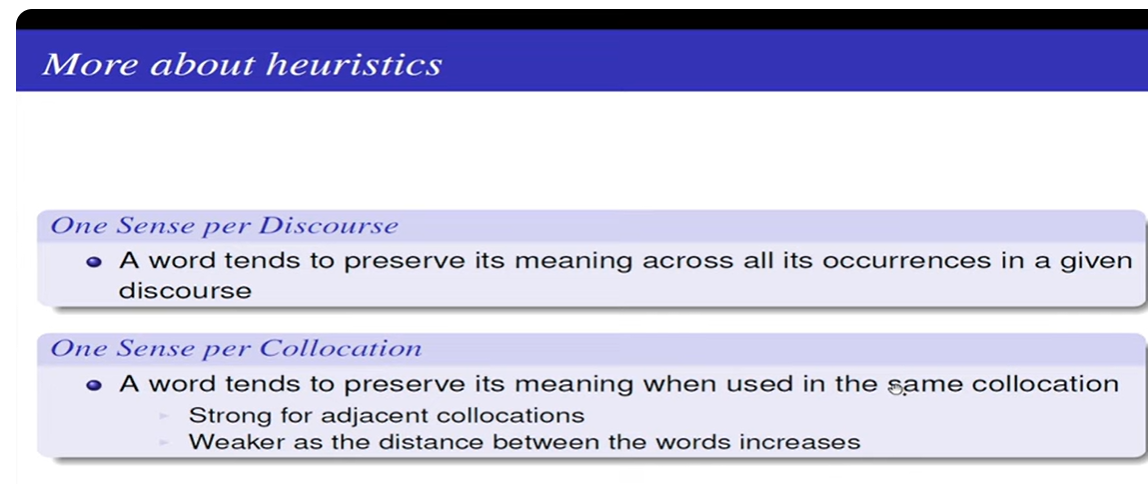 More about heuristics
One Sense per Discourse
A word tends to preserve its meaning across all its occurrences in a given
discourse
One Sense per Collocation
A word tends to preserve its meaning when used in the same collocation
Strong for adjacent collocations
Weaker as the distance between the words increases